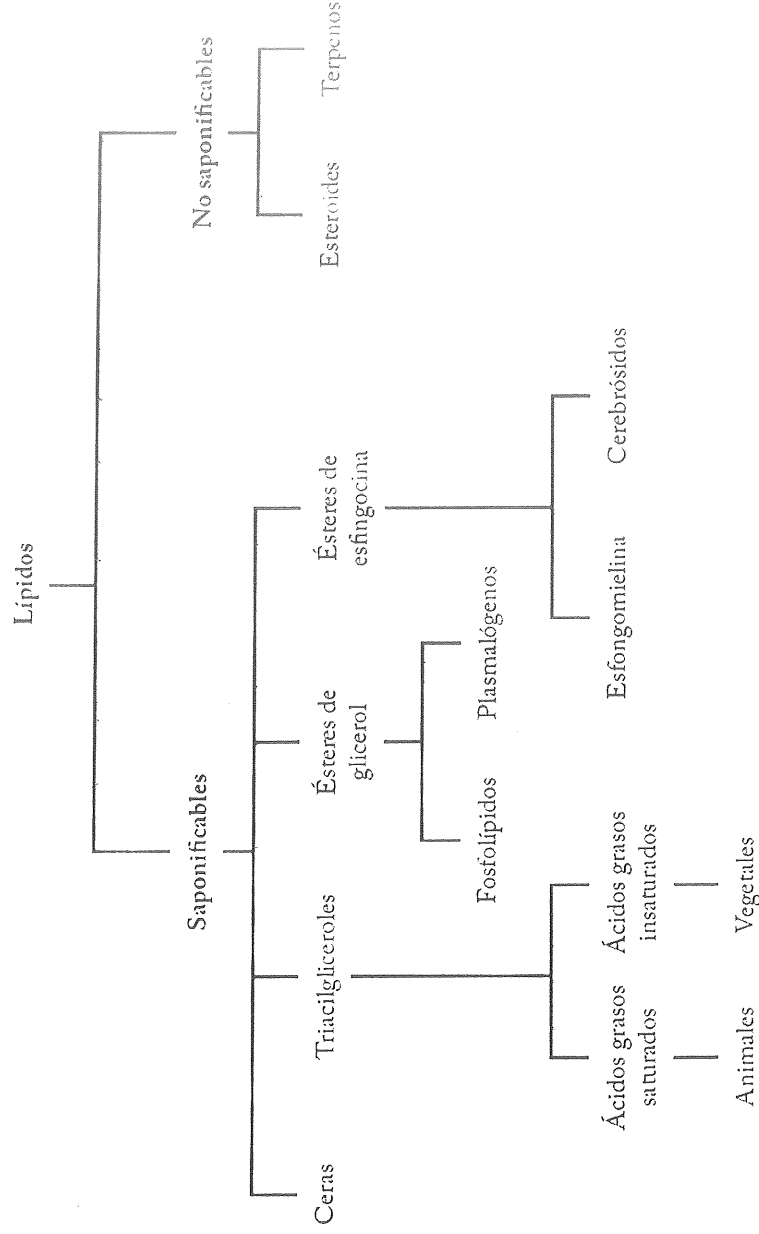 Lípidos
Saponificables
No saponificables
Ceras
Triacilgliceroles
Ésteres de
glicerol
Ésteres de
esfingocina
Esteroides
Terpenos
Fosfolípidos
Plasmalógenos
Ácidos grasos
saturados
Ácidos grasos
insaturados
Esfongomielina
Cerebrósidos
Animales
Vegetales